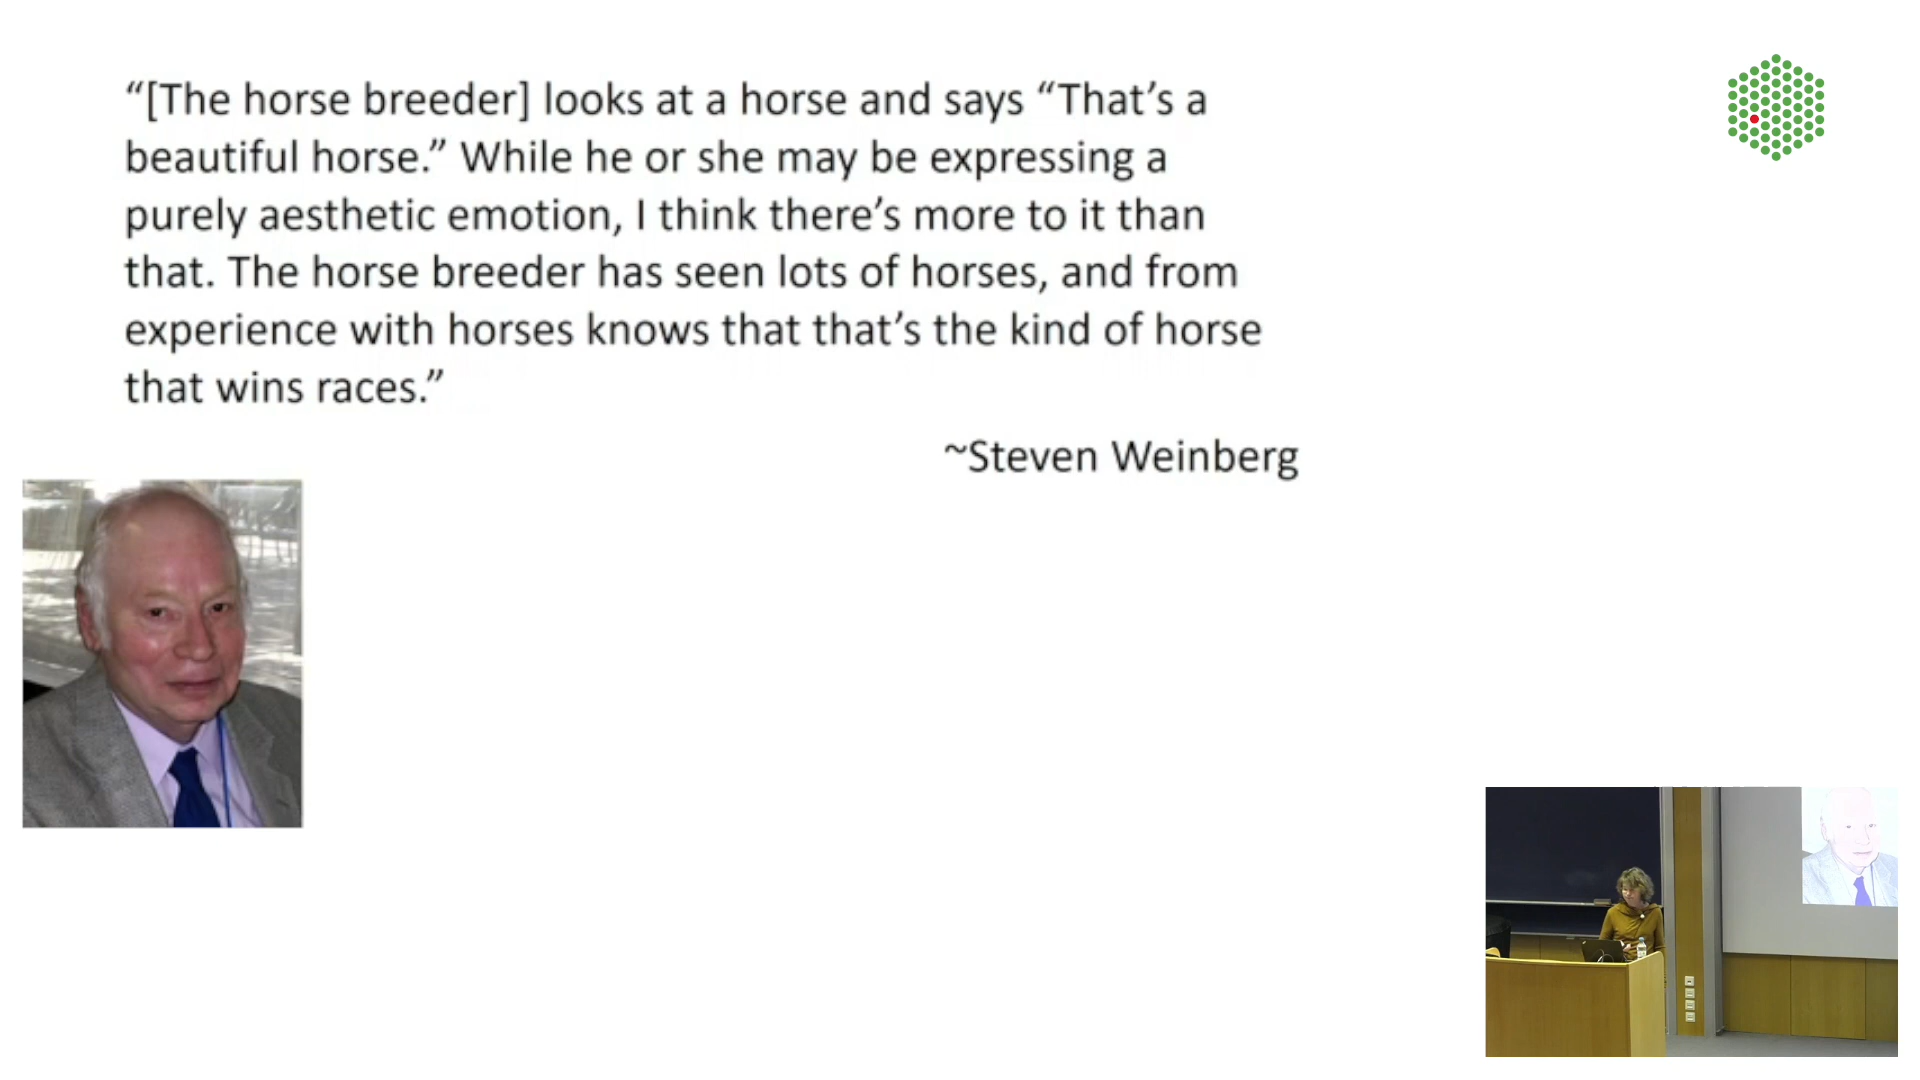 “[The horse breeder] looks at a horse and says “That’s a
beautiful horse.” While he or she may be expressing a
purely aesthetic emotion, I think there’s more to it than
that. The horse breeder has seen lots of horses, and from
experience with horses knows that that’s the kind of horse
that wins races.”
~Steven Weinberg